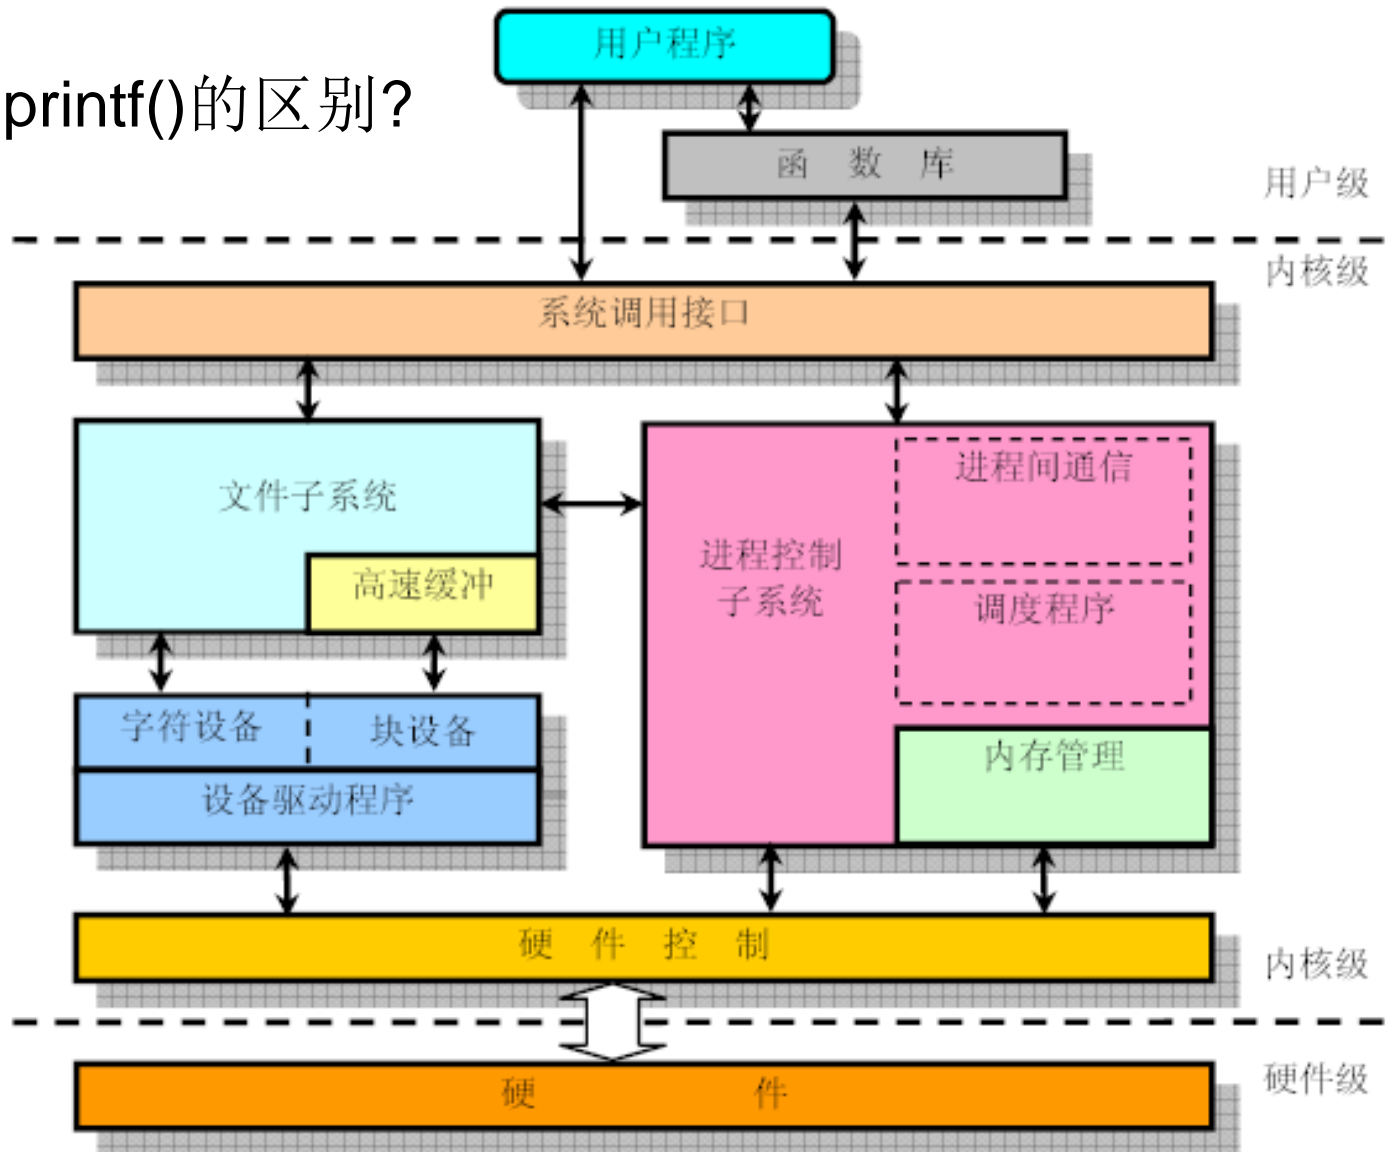 用户程序
printf()的区别?
函 数 库
用户级
内核级
系统调用接口
文件子系统
高速缓冲
进程间通信
进程控制
子系统
调度程序
字符设备
块设备
设备驱动程序
内存管理
硬 件 控 制
内核级
硬 件
硬件级